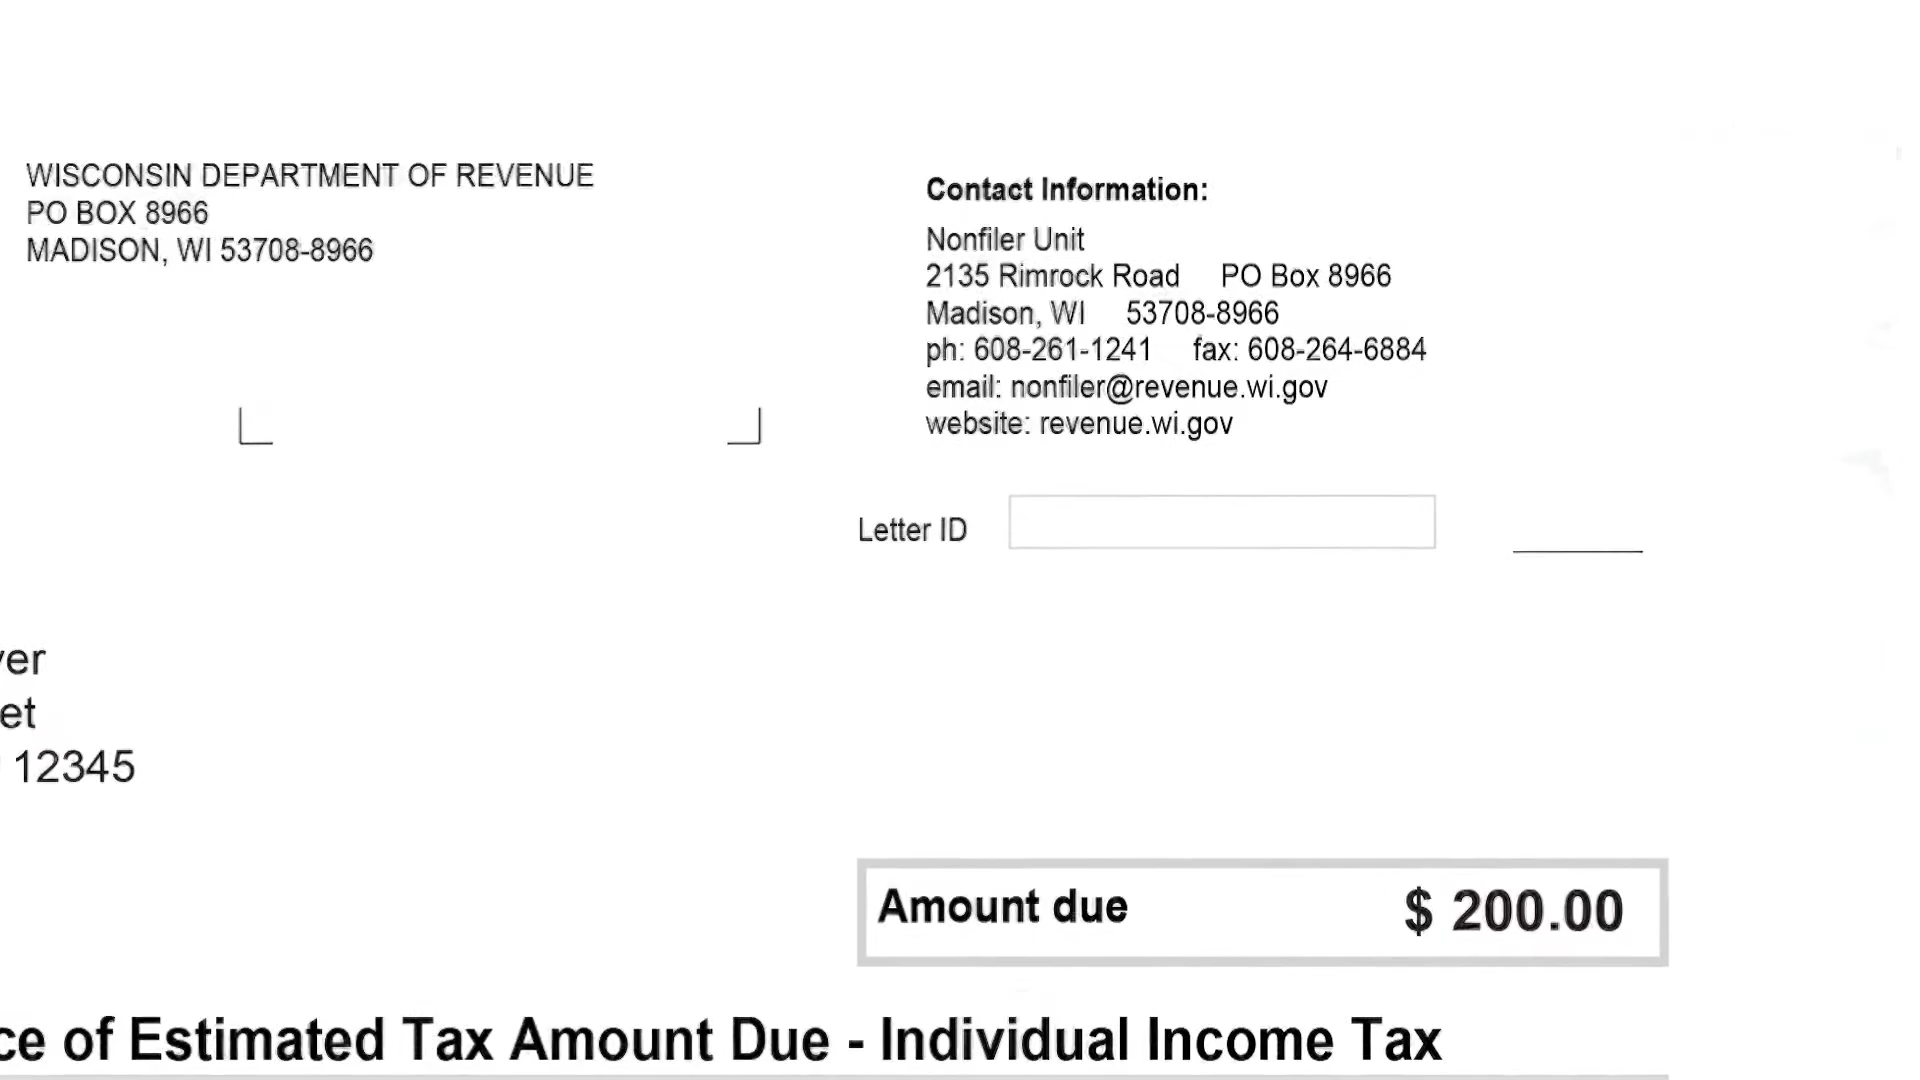 WISCONSIN DEPARTMENT OF REVENUE
PO BOX 8966
MADISON, WI 53708-8966
Contact Information:
Nonfiler Unit
2135 Rimrock Road PO Box 8966
Madison, WI 53708-8966
ph: 608-261-1241 fax: 608-264-6884
email: nonfiler@revenue.wi.gov
website: revenue.wi.gov
Letter ID
12345
Amount due $ 200.00
of Estimated Tax Amount Due - Individual Income Tax